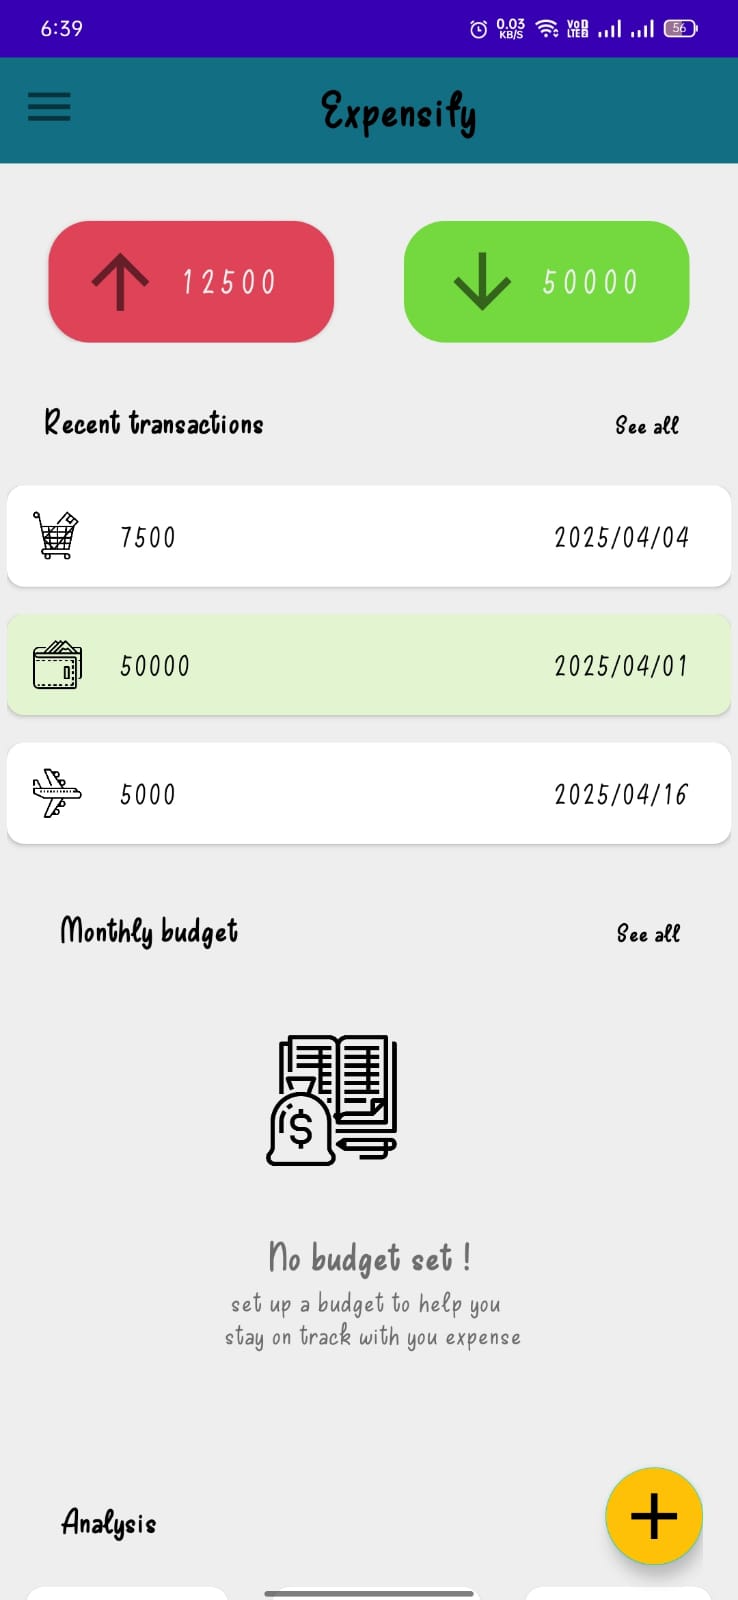 6:39
0.03
KB/S
VoD
LTE2
56
Expensify
12500
50000
Recent transactions
See all
7500
2025/04/04
50000
2025/04/01
5000
2025/04/16
Monthly budget
See all
$
No budget set !
set up a budget to help you
stay on track with you expense
Analysis